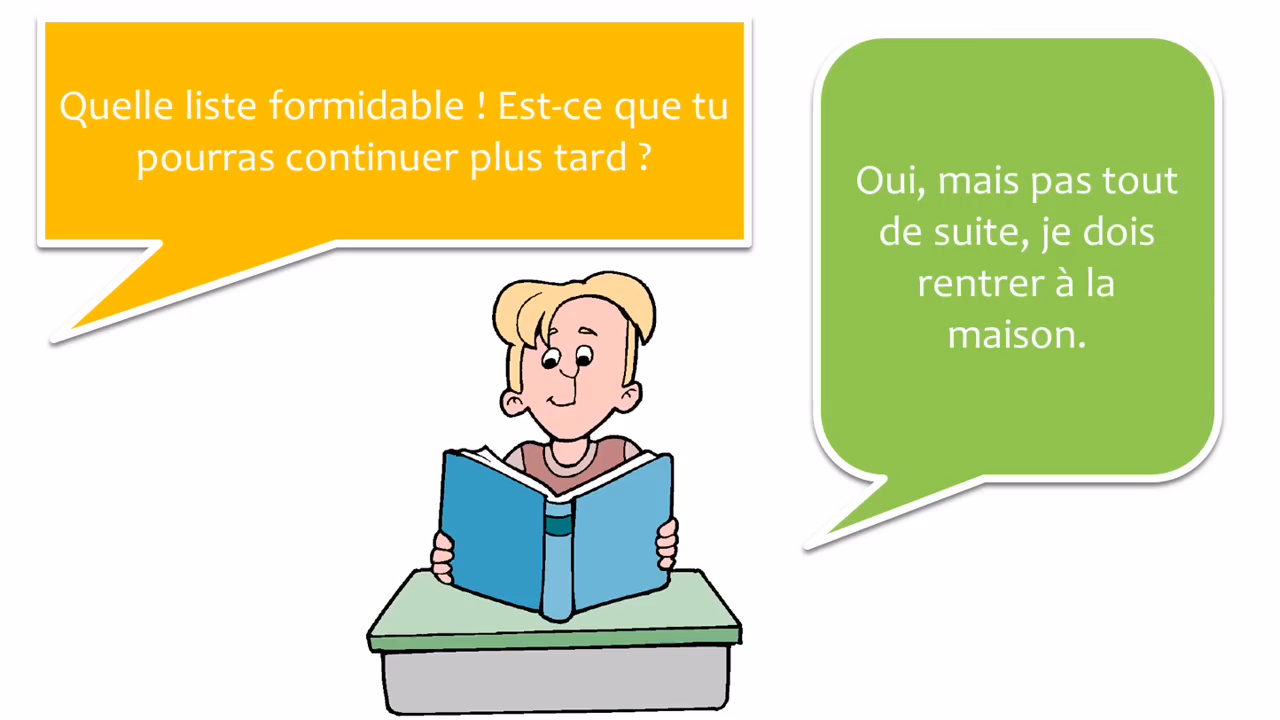 Quelle liste formidable ! Est-ce que tu
pourras continuer plus tard ?
Oui, mais pas tout
de suite, je dois
rentrer à la
maison.